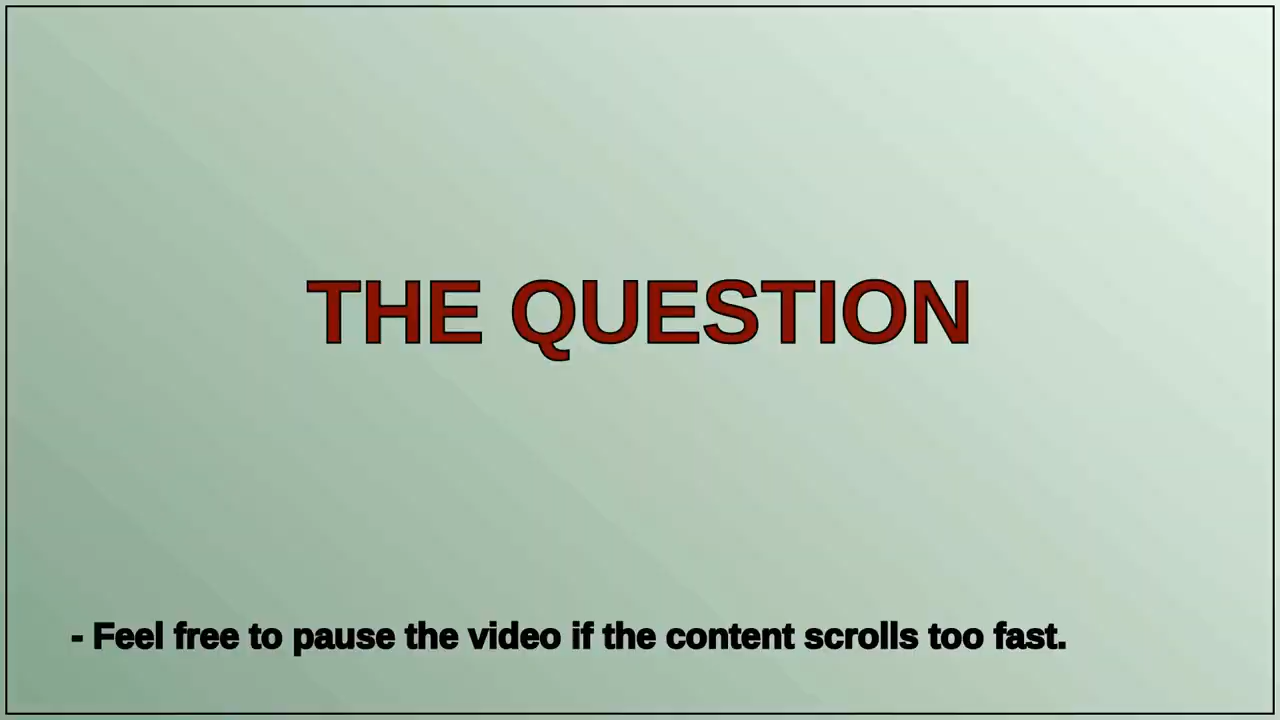 THE QUESTION
- Feel free to pause the video if the content scrolls too fast.